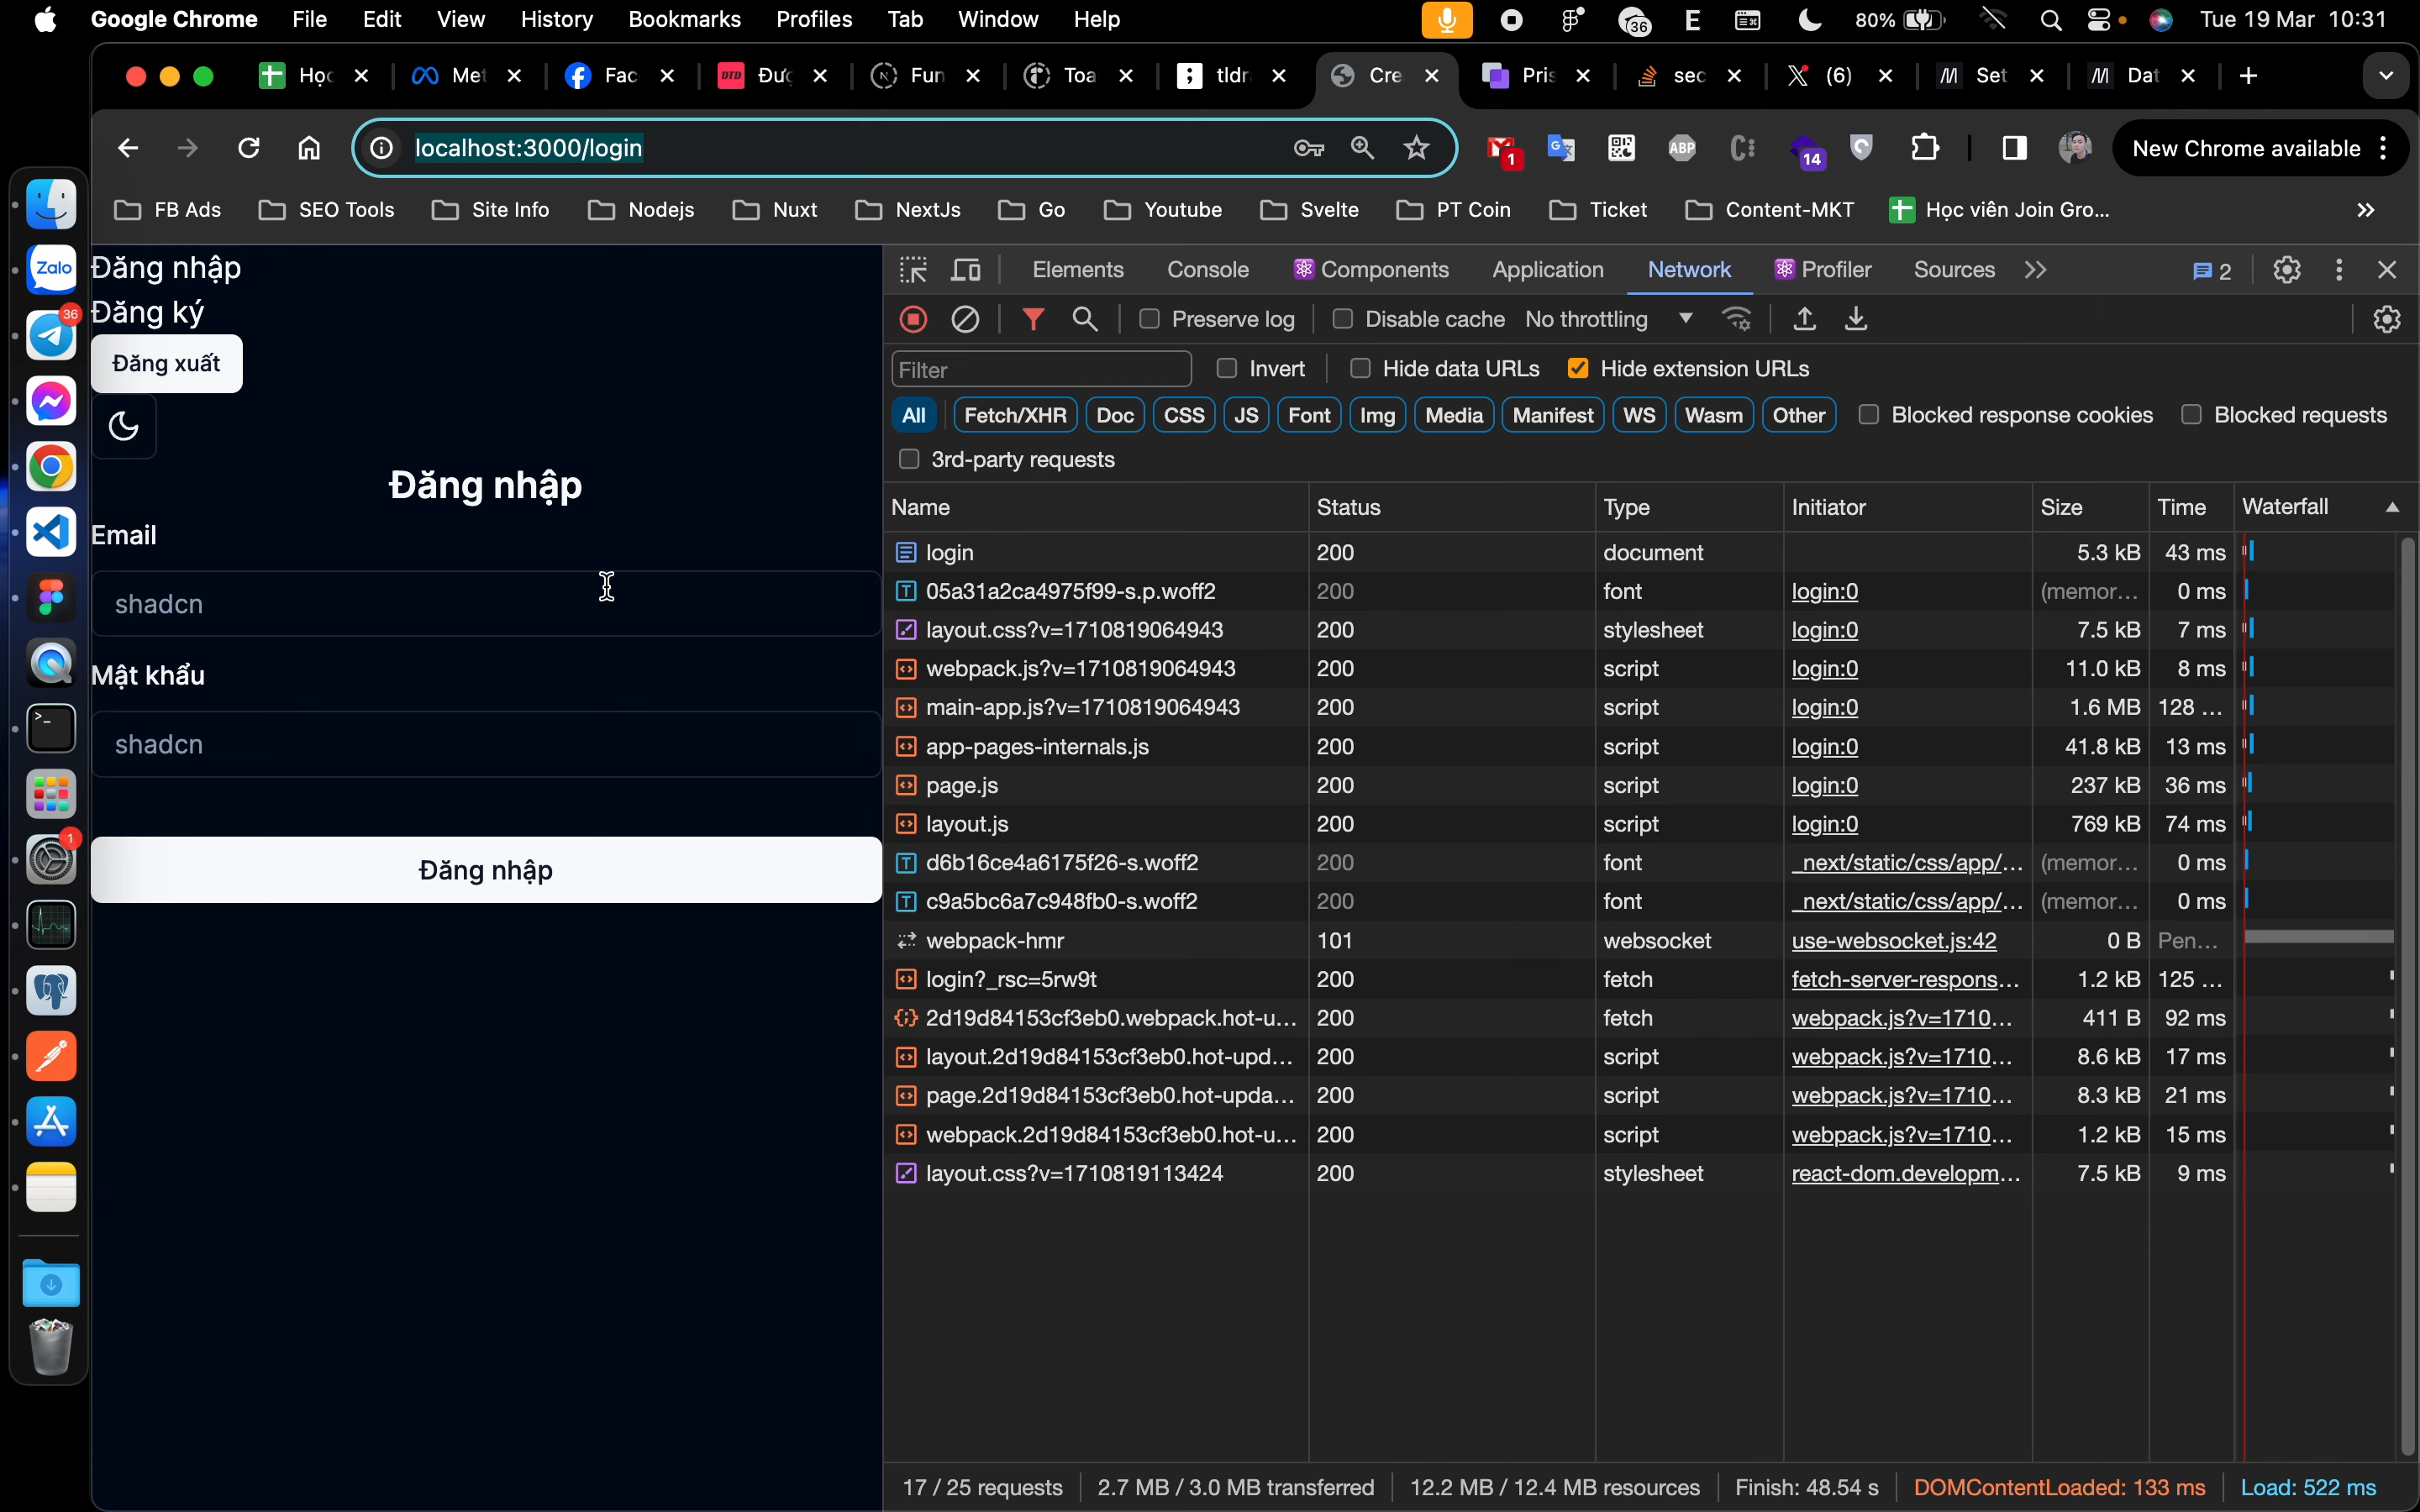 Google Chrome File Edit View History Bookmarks Profiles Tab Window Help 36 E 80% Tue 19 Mar 10:31
Học Met Fac DTD Đượ Fun Toa tldr Cre Pris sec (6) Set Dat
localhost:3000/login 1 ABP 14 New Chrome available
FB Ads SEO Tools Site Info Nodejs Nuxt NextJs Go Youtube Svelte PT Coin Ticket Content-MKT Học viên Join Gro...
Zalo
36
1
Đăng nhập
Đăng ký
Đăng xuất
Đăng nhập
Email
shadcn
Mật khẩu
shadcn
Đăng nhập
Elements Console Components Application Network Profiler Sources 2
Preserve log Disable cache No throttling
Filter Invert Hide data URLs Hide extension URLs
All Fetch/XHR Doc CSS JS Font Img Media Manifest WS Wasm Other Blocked response cookies Blocked requests
3rd-party requests
Name Status Type Initiator Size Time Waterfall
login 200 document 5.3 kB 43 ms
05a31a2ca4975f99-s.p.woff2 200 font login:0 (memor... 0 ms
layout.css?v=1710819064943 200 stylesheet login:0 7.5 kB 7 ms
webpack.js?v=1710819064943 200 script login:0 11.0 kB 8 ms
main-app.js?v=1710819064943 200 script login:0 1.6 MB 128 ...
app-pages-internals.js 200 script login:0 41.8 kB 13 ms
page.js 200 script login:0 237 kB 36 ms
layout.js 200 script login:0 769 kB 74 ms
d6b16ce4a6175f26-s.woff2 200 font _next/static/css/app/... (memor... 0 ms
c9a5bc6a7c948fb0-s.woff2 200 font _next/static/css/app/... (memor... 0 ms
webpack-hmr 101 websocket use-websocket.js:42 0 B Pen...
login?_rsc=5rw9t 200 fetch fetch-server-respons... 1.2 kB 125 ...
2d19d84153cf3eb0.webpack.hot-u... 200 fetch webpack.js?v=1710... 411 B 92 ms
layout.2d19d84153cf3eb0.hot-upd... 200 script webpack.js?v=1710... 8.6 kB 17 ms
page.2d19d84153cf3eb0.hot-upda... 200 script webpack.js?v=1710... 8.3 kB 21 ms
webpack.2d19d84153cf3eb0.hot-u... 200 script webpack.js?v=1710... 1.2 kB 15 ms
layout.css?v=1710819113424 200 stylesheet react-dom.developm... 7.5 kB 9 ms
17 / 25 requests 2.7 MB / 3.0 MB transferred 12.2 MB / 12.4 MB resources Finish: 48.54 s DOMContentLoaded: 133 ms Load: 522 ms